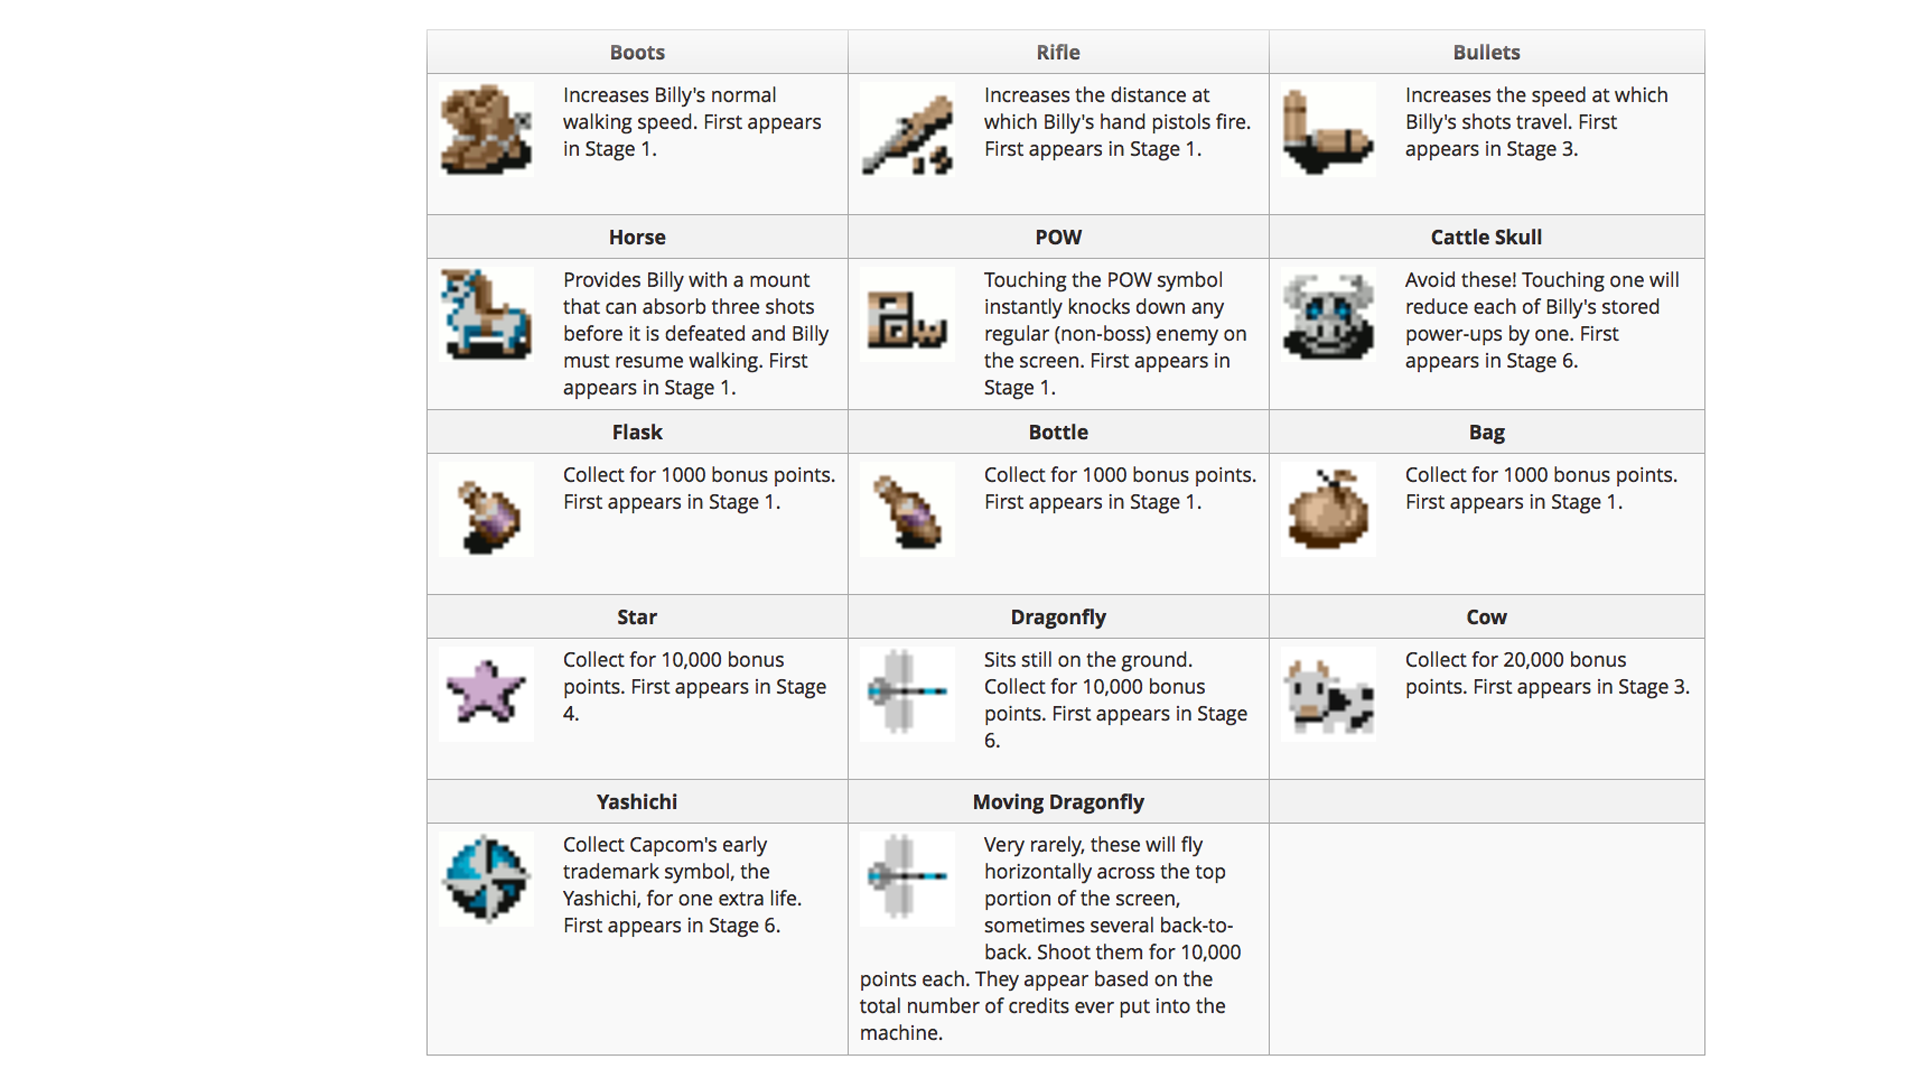 Boots
Rifle
Bullets
Increases Billy's normal
walking speed. First appears
in Stage 1.
Increases the distance at
which Billy's hand pistols fire.
First appears in Stage 1.
Increases the speed at which
Billy's shots travel. First
appears in Stage 3.
Horse
POW
Cattle Skull
Provides Billy with a mount
that can absorb three shots
before it is defeated and Billy
must resume walking. First
appears in Stage 1.
POW
Touching the POW symbol
instantly knocks down any
regular (non-boss) enemy on
the screen. First appears in
Stage 1.
Avoid these! Touching one will
reduce each of Billy's stored
power-ups by one. First
appears in Stage 6.
Flask
Bottle
Bag
Collect for 1000 bonus points.
First appears in Stage 1.
Collect for 1000 bonus points.
First appears in Stage 1.
Collect for 1000 bonus points.
First appears in Stage 1.
Star
Dragonfly
Cow
Collect for 10,000 bonus
points. First appears in Stage
4.
Sits still on the ground.
Collect for 10,000 bonus
points. First appears in Stage
6.
Collect for 20,000 bonus
points. First appears in Stage 3.
Yashichi
Moving Dragonfly
Collect Capcom's early
trademark symbol, the
Yashichi, for one extra life.
First appears in Stage 6.
Very rarely, these will fly
horizontally across the top
portion of the screen,
sometimes several back-to-
back. Shoot them for 10,000
points each. They appear based on the
total number of credits ever put into the
machine.